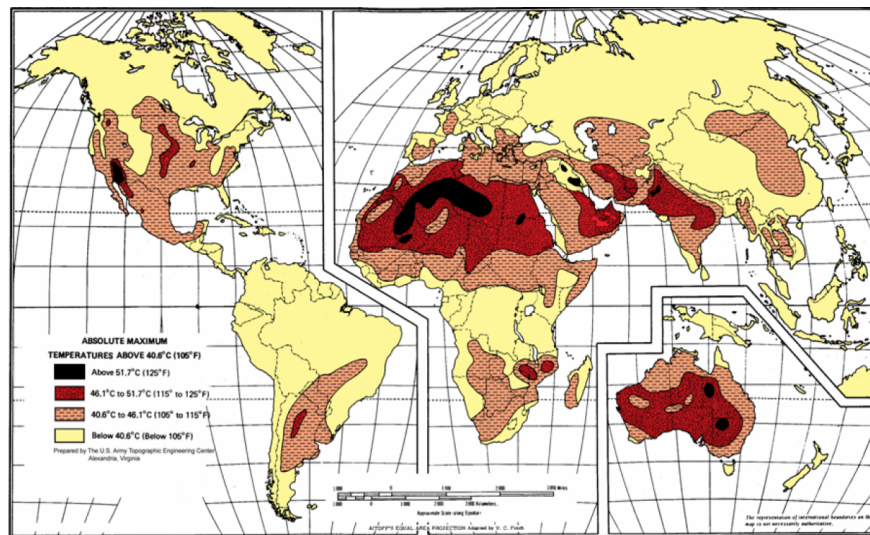 ABSOLUTE MAXIMUM
TEMPERATURES ABOVE 40.6°C (105°F)
Above 51.7°C (125°F)
46.1°C to 51.7°C (115° to 125°F)
40.6°C to 46.1°C (105° to 115°F)
Below 40.6°C (Below 105°F)
Prepared by The U.S. Army Topographic Engineering Center
Alexandria, Virginia
Approximate Scale along Equator
AITOFF'S EQUAL AREA PROJECTION Adapted by V. C. Finch
The representation of international boundaries on this
map is not necessarily authoritative.